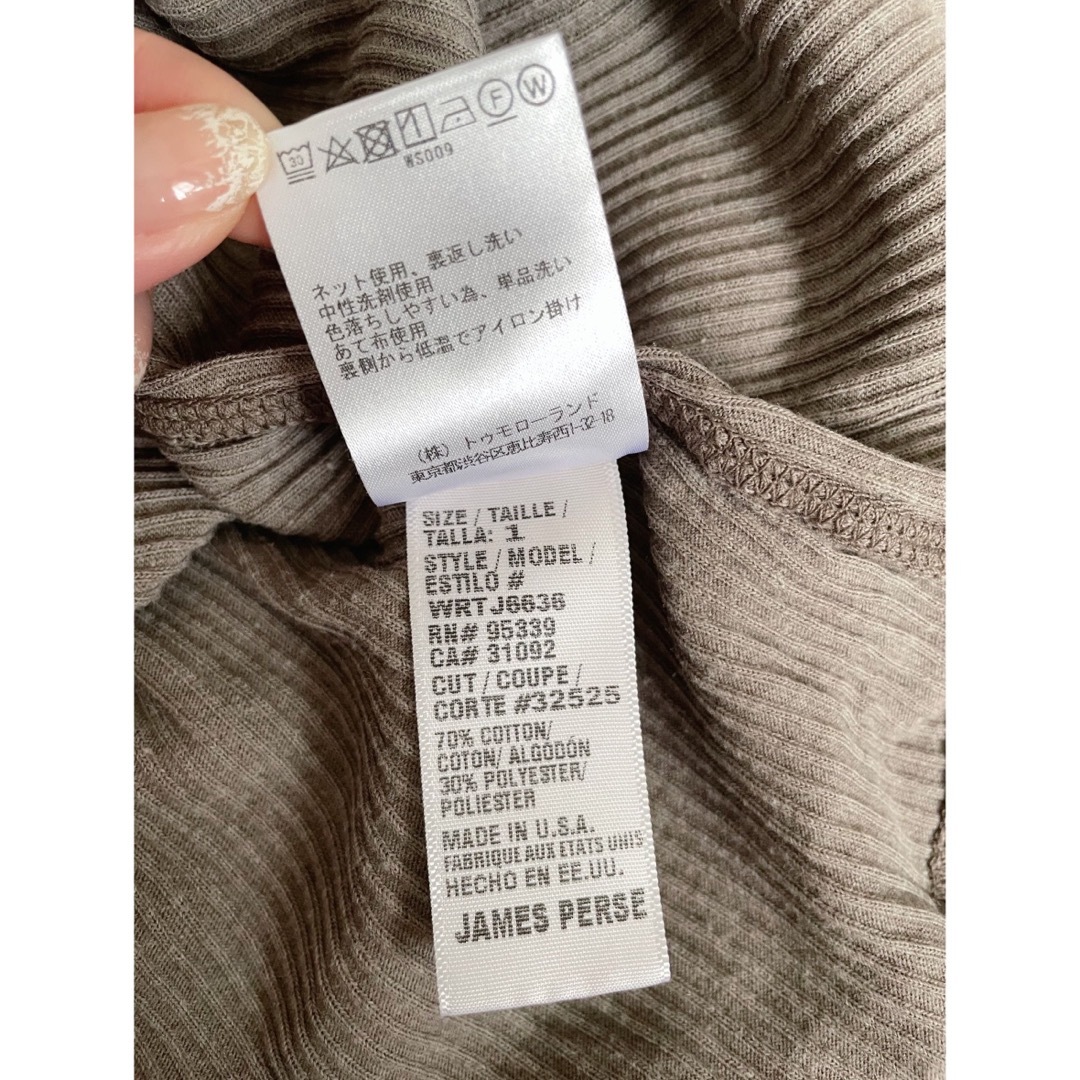 30
F
W
WS009
ネット使用、裏返し洗い
中性洗剤使用
色落ちしやすい為、単品洗い
あて布使用
裏側から低温でアイロン掛け
（株）トゥモローランド
東京都渋谷区恵比寿西1-32-18
SIZE / TAILLE /
TALLA: 1
STYLE / MODEL /
ESTILO #
WRTJ6636
RN# 95339
CA# 31092
CUT / COUPE /
CORTE #32525
70% COTTON/
COTON/ ALGODÓN
30% POLYESTER/
POLIESTER
MADE IN U.S.A.
FABRIQUE AUX ETATS UNIS
HECHO EN EE.UU.
JAMES PERSE